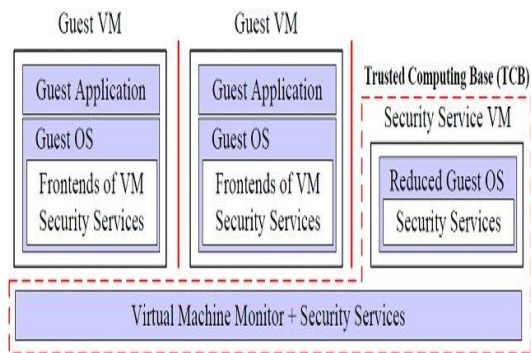 Guest VM
Guest Application
Guest OS
Frontends of VM
Security Services
Guest VM
Guest Application
Guest OS
Frontends of VM
Security Services
Trusted Computing Base (TCB)
Security Service VM
Reduced Guest OS
Security Services
Virtual Machine Monitor + Security Services